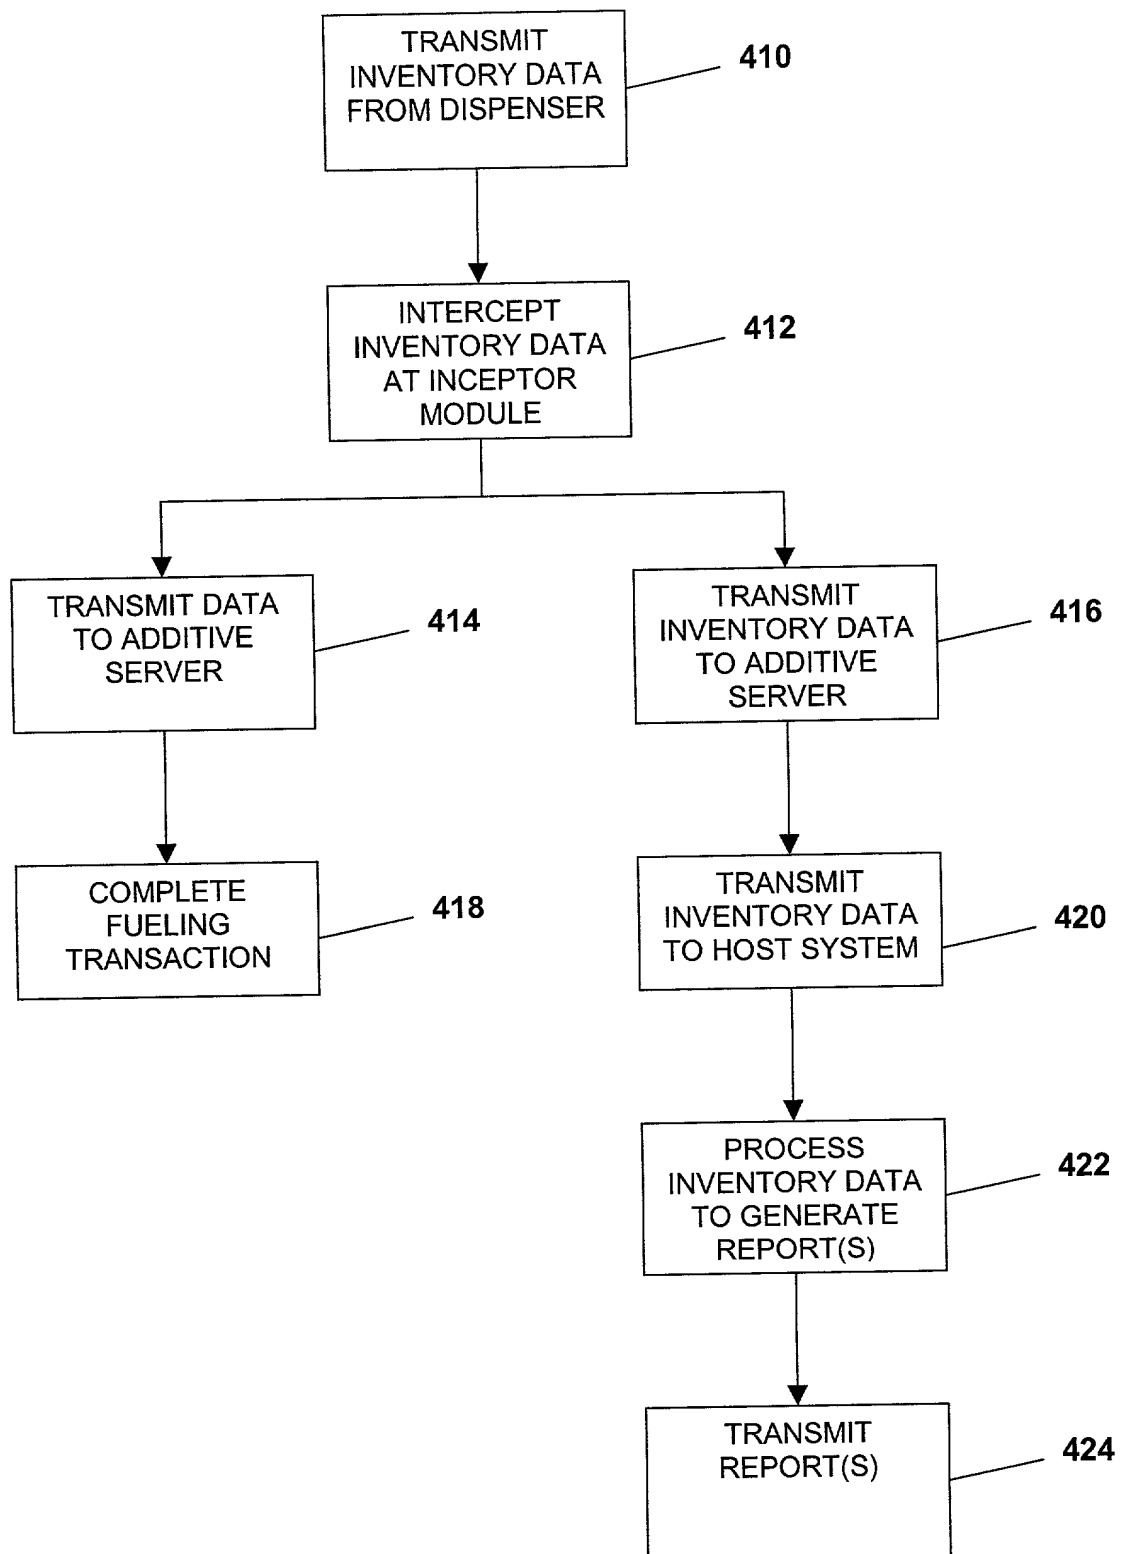 TRANSMIT
INVENTORY DATA
FROM DISPENSER
410
INTERCEPT
INVENTORY DATA
AT INCEPTOR
MODULE
412
TRANSMIT DATA
TO ADDITIVE
SERVER
414
TRANSMIT
INVENTORY DATA
TO ADDITIVE
SERVER
416
COMPLETE
FUELING
TRANSACTION
418
TRANSMIT
INVENTORY DATA
TO HOST SYSTEM
420
PROCESS
INVENTORY DATA
TO GENERATE
REPORT(S)
422
TRANSMIT
REPORT(S)
424